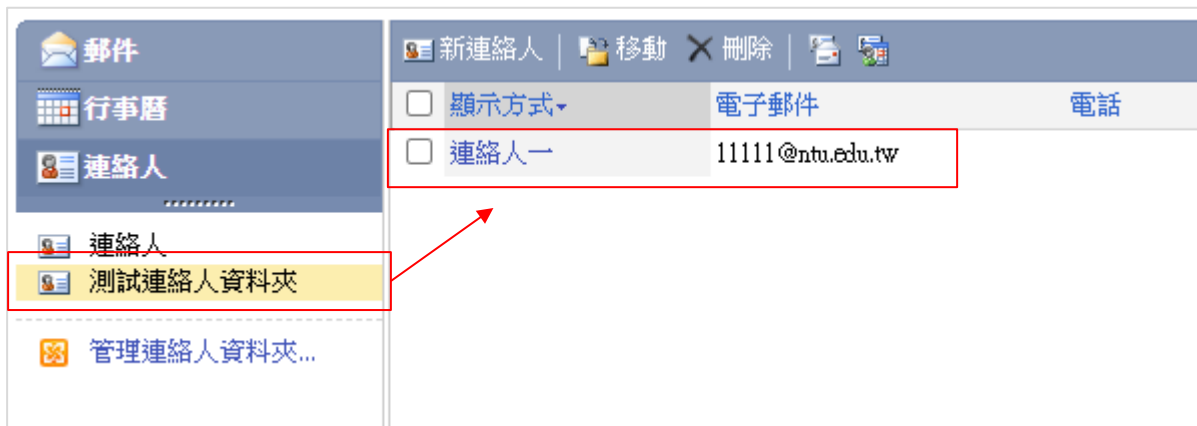 郵件
行事曆
連絡人
連絡人
測試連絡人資料夾
管理連絡人資料夾...
新連絡人 移動 刪除
顯示方式 電子郵件 電話
連絡人一 11111@ntu.edu.tw